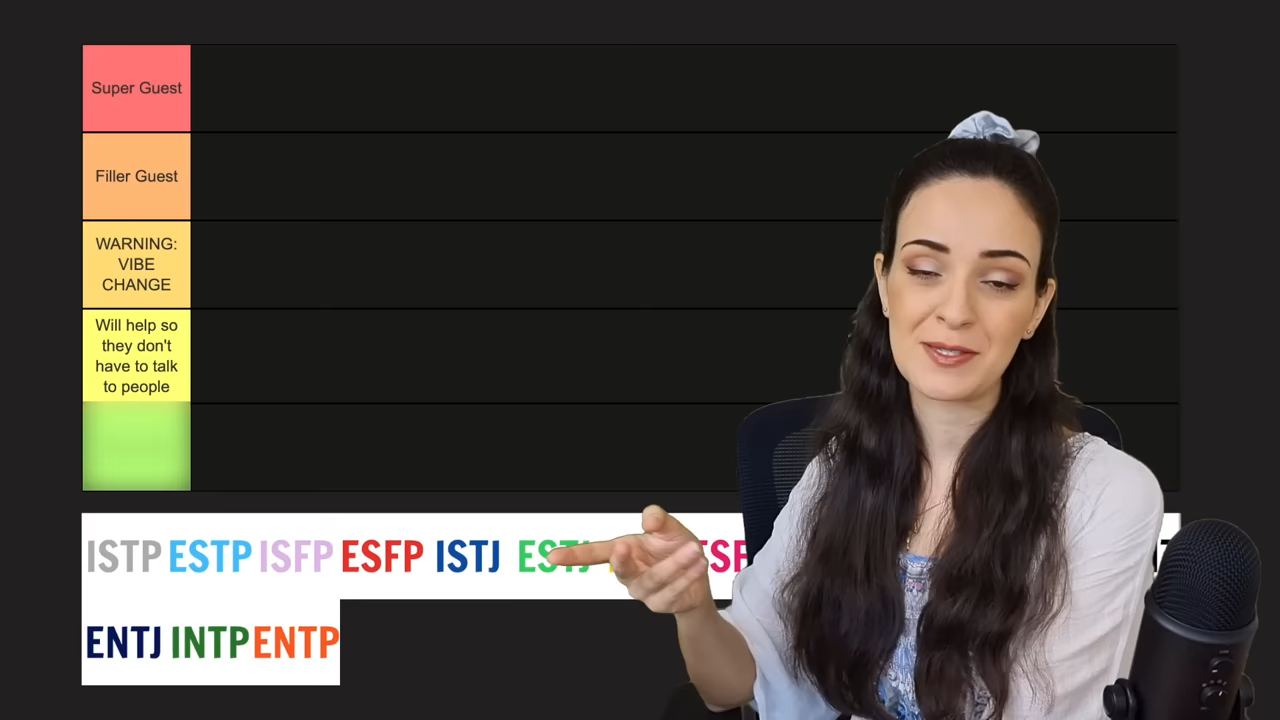 Super Guest
Filler Guest
WARNING:
VIBE
CHANGE
Will help so
they don't
have to talk
to people
ISTP ESTP ISFP ESFP ISTJ ESTJ
ENTJ INTP ENTP